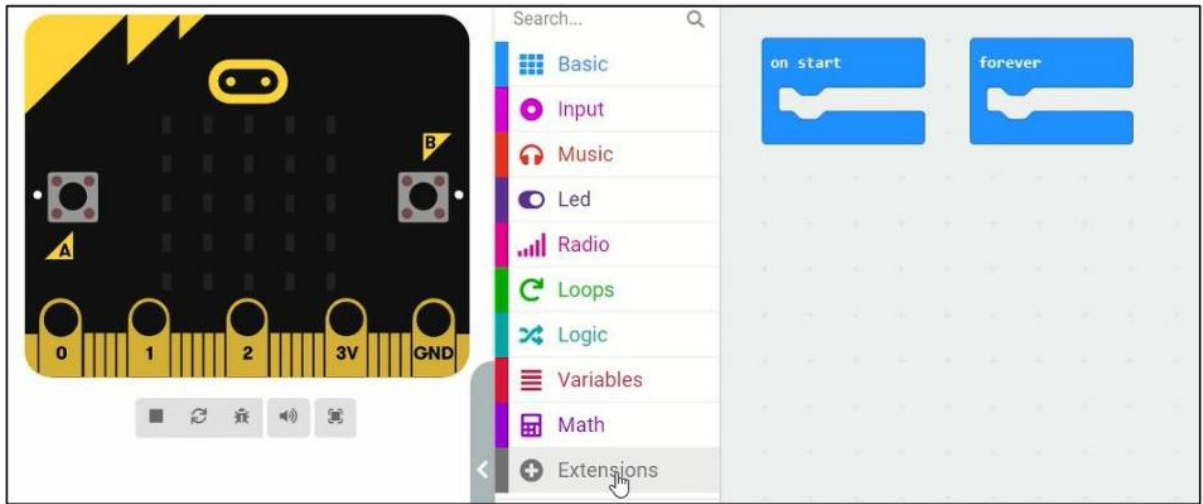 B
A
0 1 2 3V GND
Search...
Basic
Input
Music
Led
Radio
Loops
Logic
Variables
Math
Extensions
on start
forever